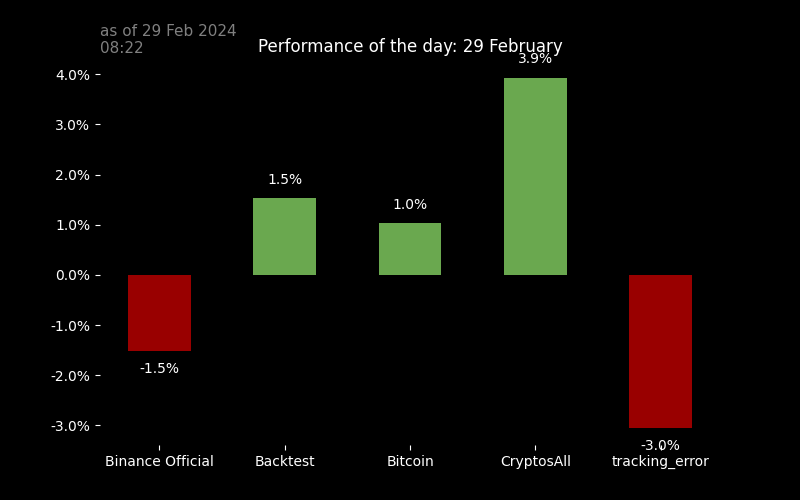 as of 29 Feb 2024
08:22
Performance of the day: 29 February
4.0%
3.0%
2.0%
1.0%
0.0%
-1.0%
-2.0%
-3.0%
-1.5%
1.5%
1.0%
3.9%
-3.0%
Binance Official
Backtest
Bitcoin
CryptosAll
tracking_error